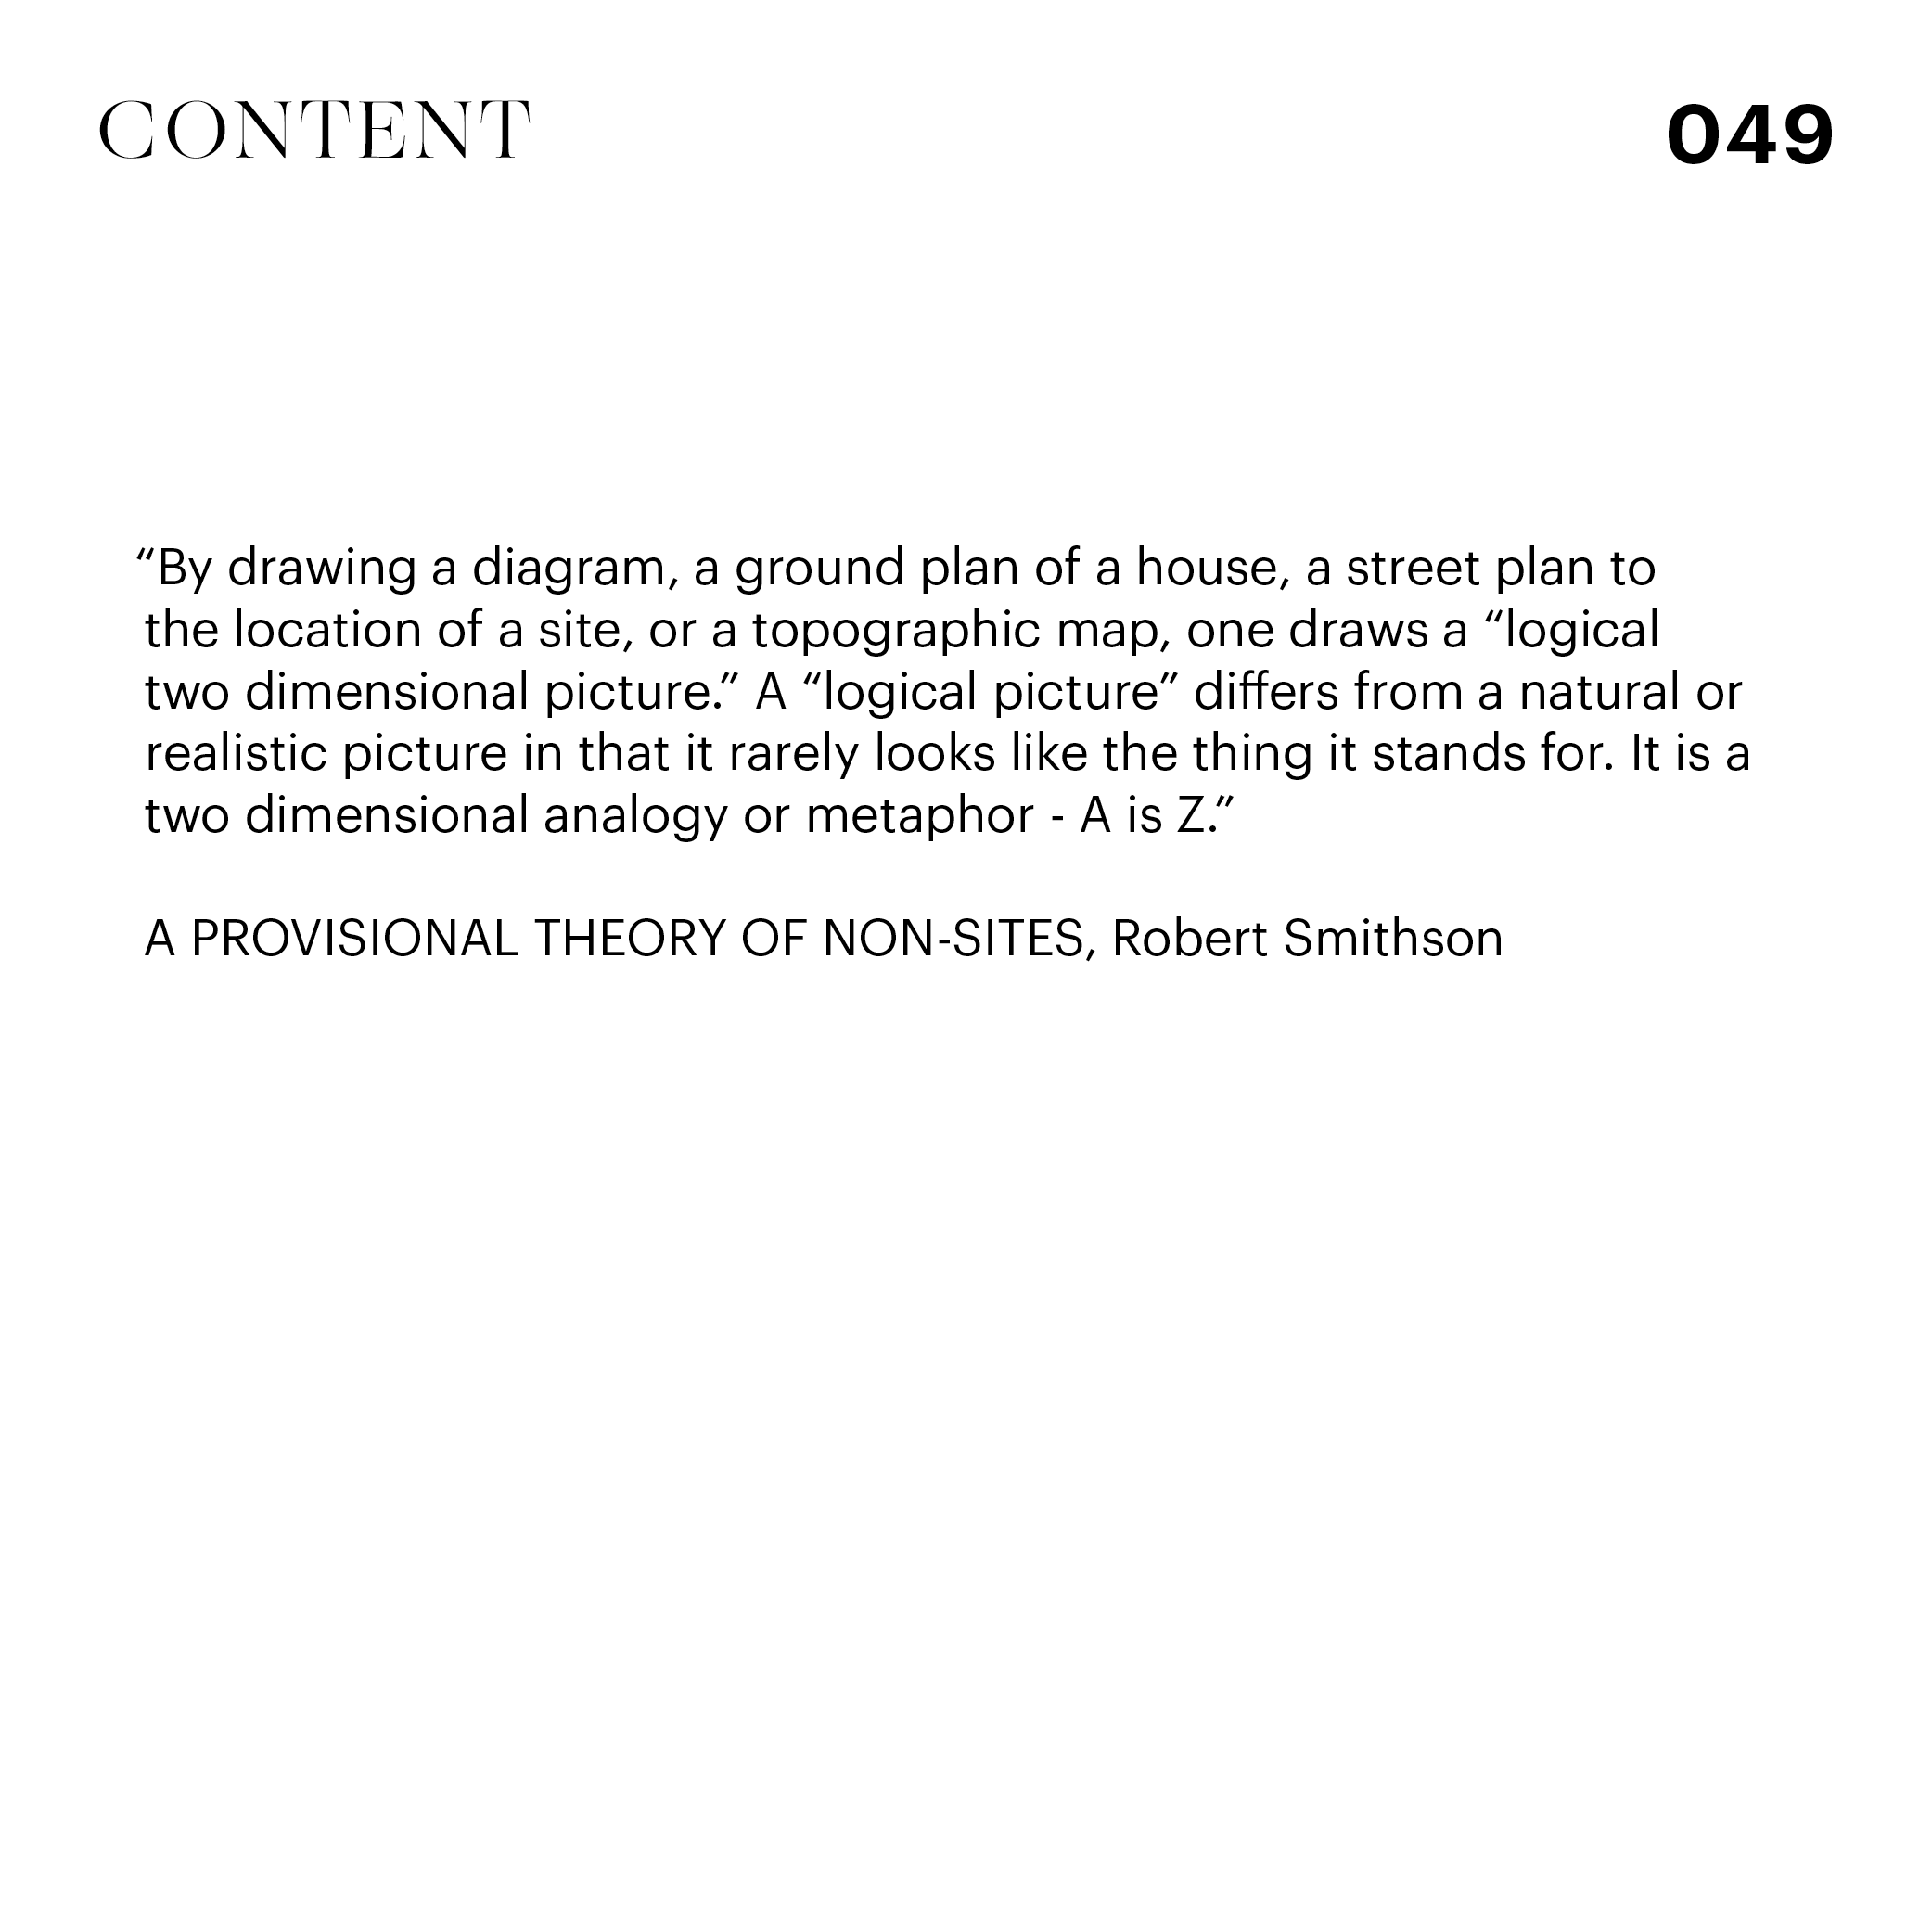 CONTENT
049
“By drawing a diagram, a ground plan of a house, a street plan to
the location of a site, or a topographic map, one draws a “logical
two dimensional picture.” A “logical picture” differs from a natural or
realistic picture in that it rarely looks like the thing it stands for. It is a
two dimensional analogy or metaphor - A is Z.”
A PROVISIONAL THEORY OF NON-SITES, Robert Smithson